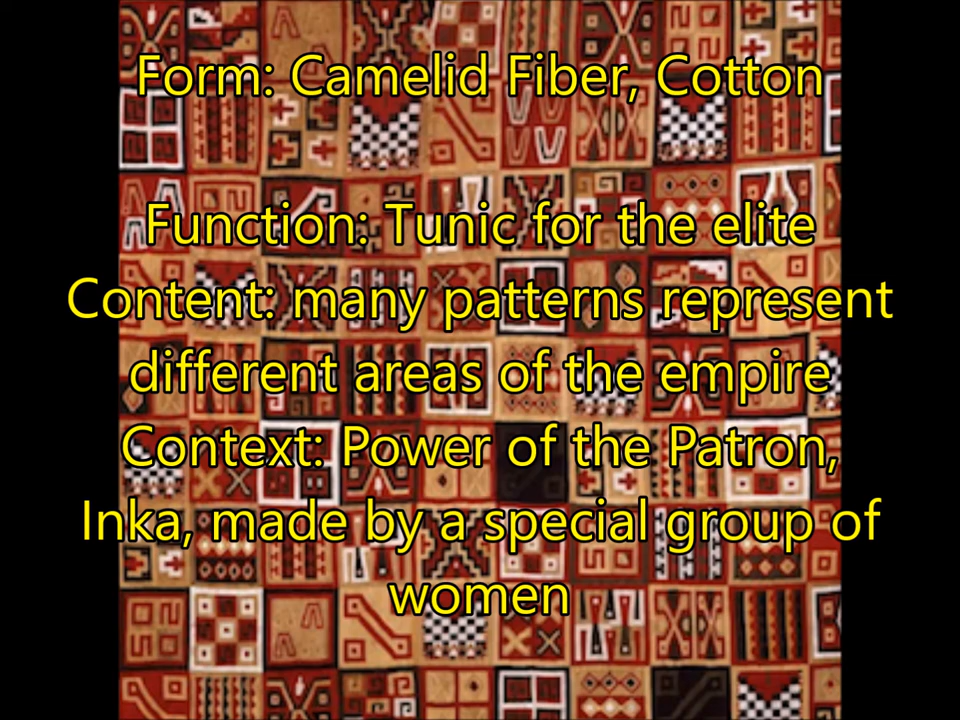 Form: Camelid Fiber, Cotton
Function: Tunic for the elite
Content: many patterns represent
different areas of the empire
Context: Power of the Patron,
Inka, made by a special group of
women